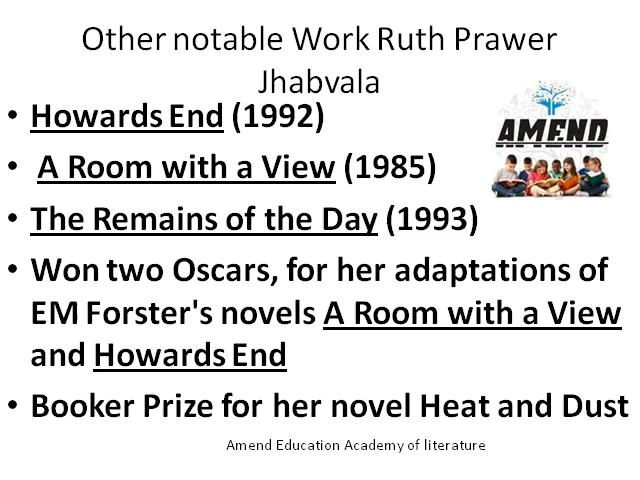 Other notable Work Ruth Prawer
Jhabvala
• Howards End (1992)
• A Room with a View (1985)
• The Remains of the Day (1993)
• Won two Oscars, for her adaptations of
EM Forster's novels A Room with a View
and Howards End
• Booker Prize for her novel Heat and Dust
AMEND
Amend Education Academy of literature